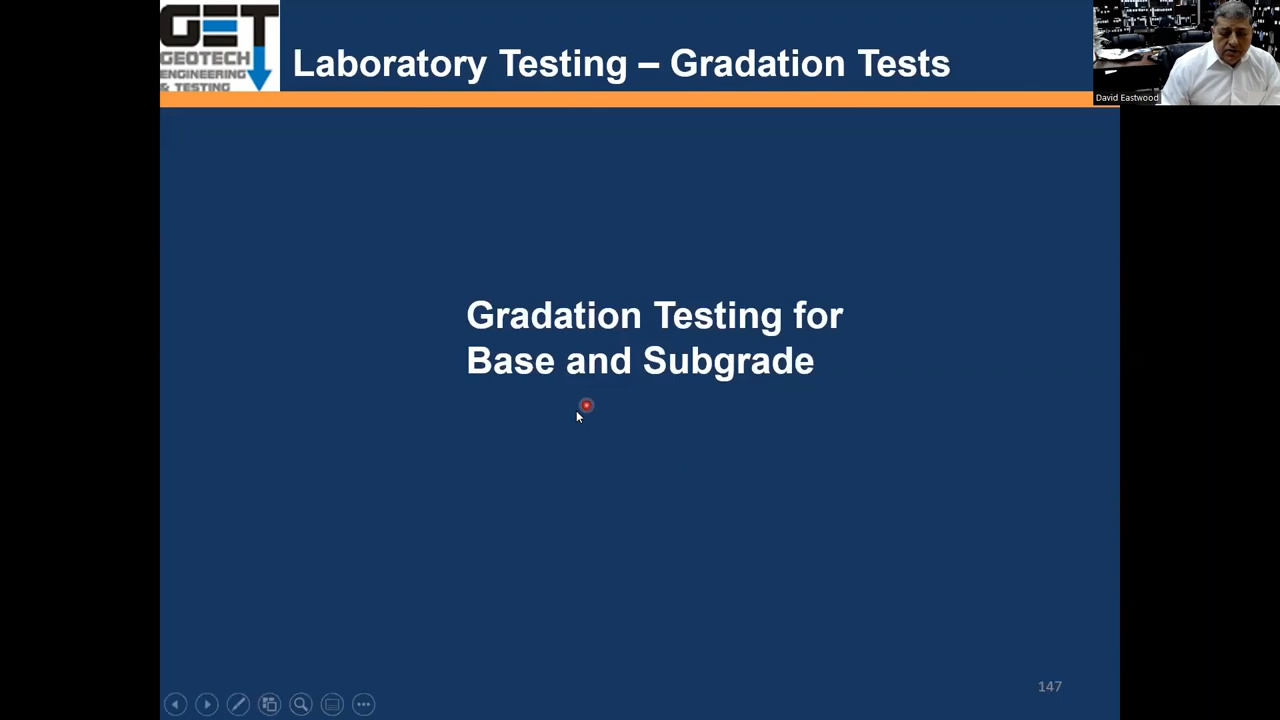 GET
GEOTECH
ENGINEERING
& TESTING
Laboratory Testing – Gradation Tests
David Eastwood
Gradation Testing for
Base and Subgrade
147